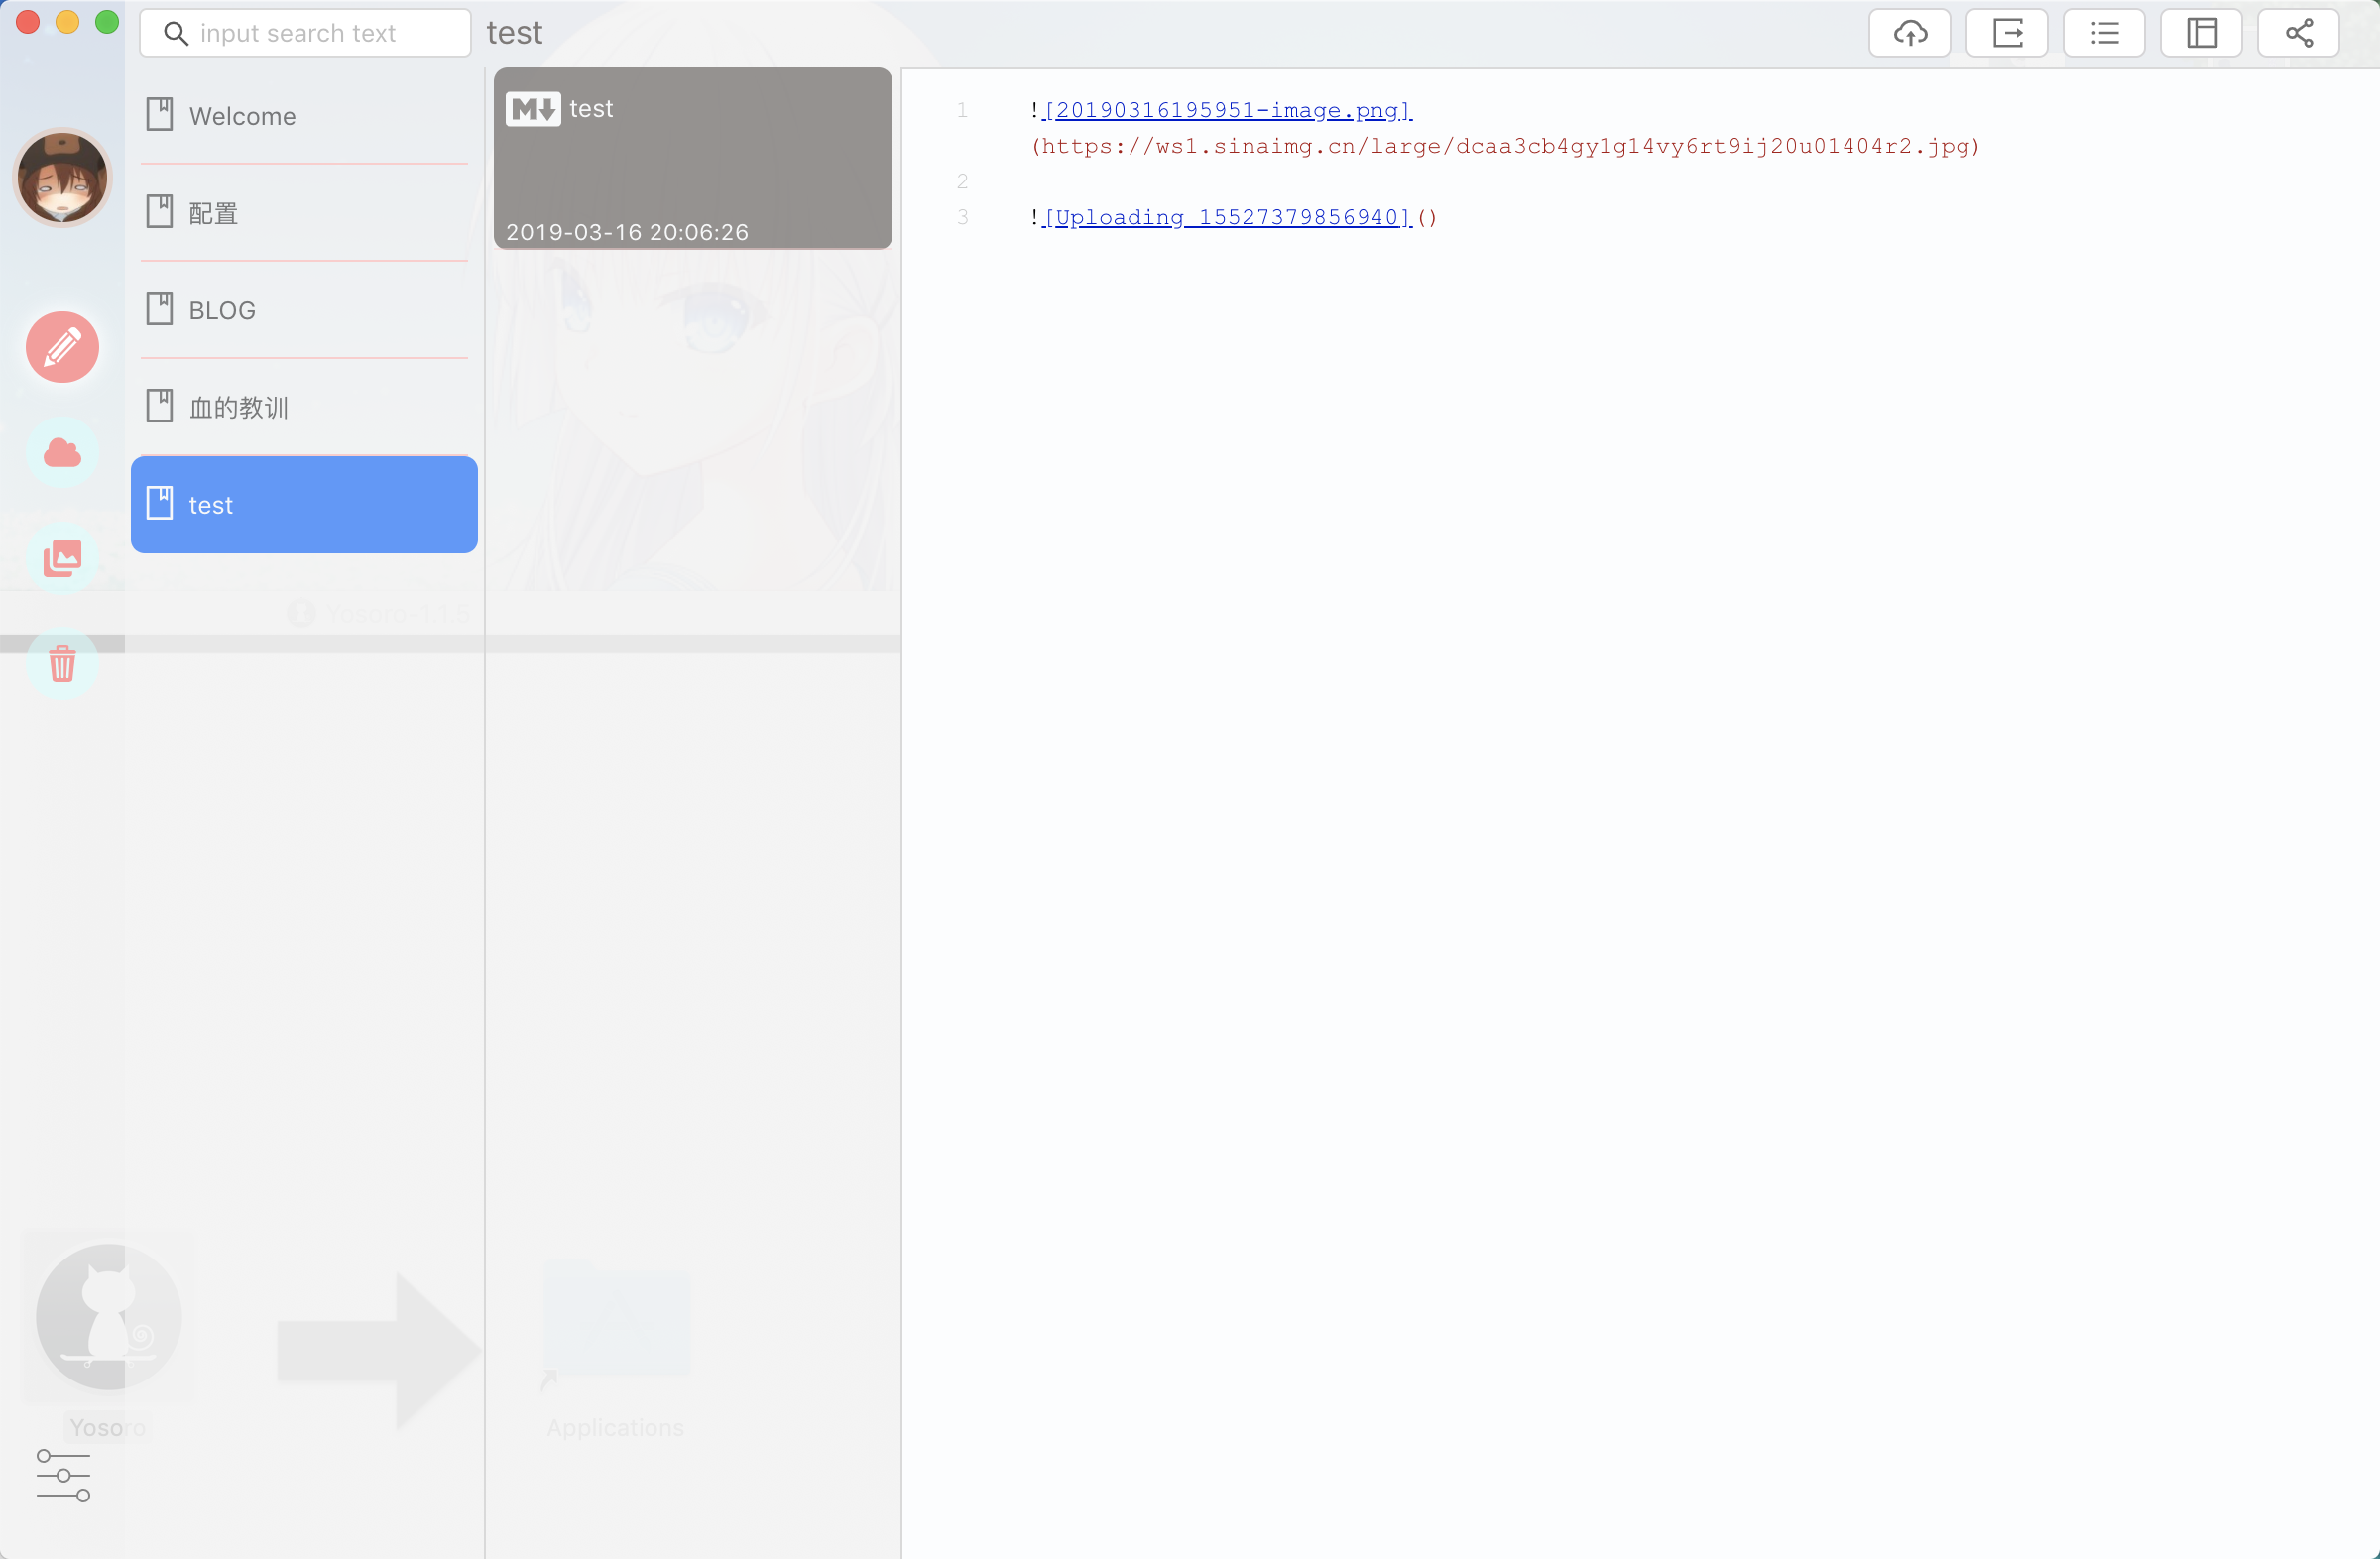 input search text
test
Welcome
配置
BLOG
血的教训
test
Yosoro-1.1.5
test
2019-03-16 20:06:26
1 ![20190316195951-image.png]
(https://ws1.sinaimg.cn/large/dcaa3cb4gy1g14vy6rt9ij20u01404r2.jpg)
2
3 ![Uploading 15527379856940]()
Yosoro
Applications